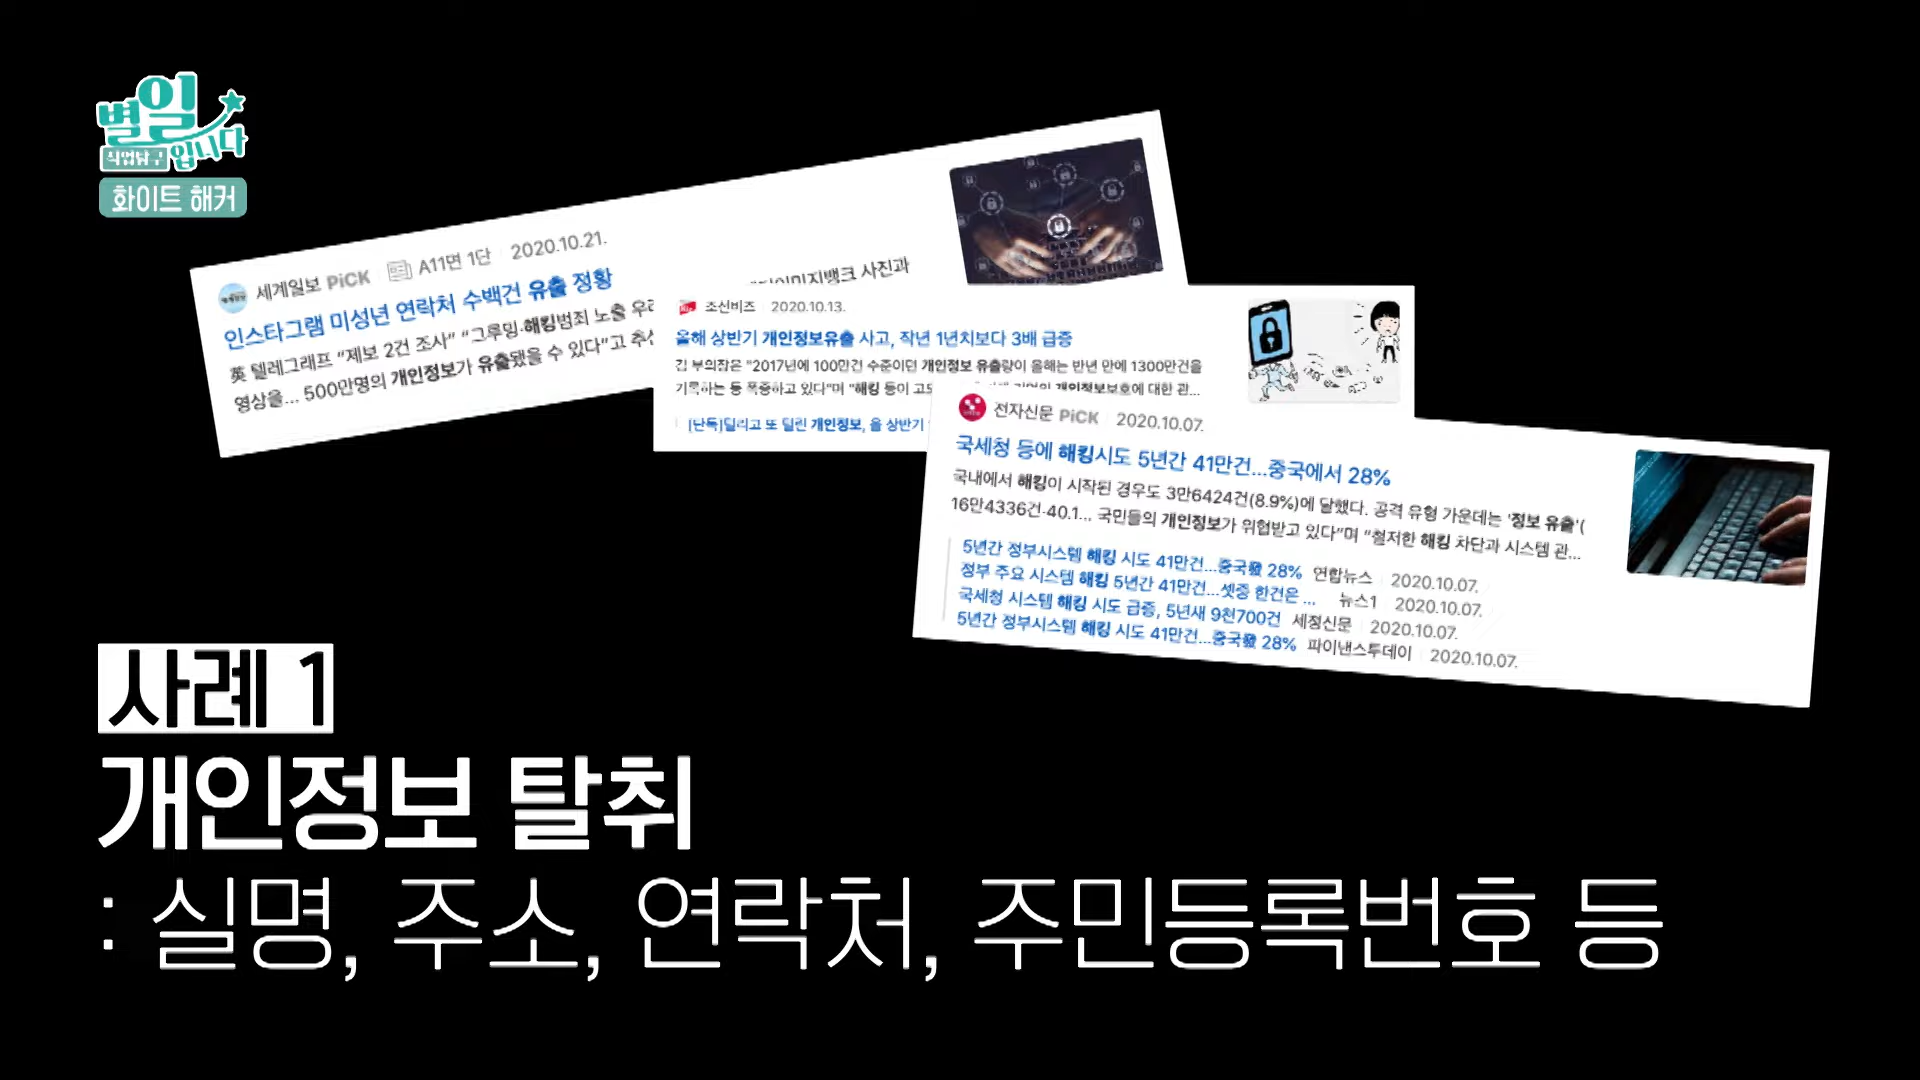 별일입니다
직업탐구
화이트 해커
세계일보 PiCK A11면 1단 2020.10.21.
인스타그램 미성년 연락처 수백건 유출 정황
英 텔레그래프 “제보 2건 조사” “그루밍·해킹범죄 노출 우려
영상을... 500만명의 개인정보가 유출됐을 수 있다”고 추산
이미지뱅크 사진과
조선비즈 2020.10.13.
올해 상반기 개인정보유출 사고, 작년 1년치보다 3배 급증
김 부의장은 "2017년에 100만건 수준이던 개인정보 유출량이 올해는 반년 만에 1300만건을
기록하는 등 폭증하고 있다"며 "해킹 등이 고도 개인정보보호에 대한 관...
[단독]털리고 또 털린 개인정보, 올 상반기
전자신문 PiCK 2020.10.07.
국세청 등에 해킹시도 5년간 41만건...중국에서 28%
국내에서 해킹이 시작된 경우도 3만6424건(8.9%)에 달했다. 공격 유형 가운데는 '정보 유출'(
16만4336건·40.1... 국민들의 개인정보가 위협받고 있다”며 “철저한 해킹 차단과 시스템 관...
5년간 정부시스템 해킹 시도 41만건...중국發 28% 연합뉴스 2020.10.07.
정부 주요 시스템 해킹 5년간 41만건...셋중 한건은 ... 뉴스1 2020.10.07.
국세청 시스템 해킹 시도 급증, 5년새 9천700건 세정신문 2020.10.07.
5년간 정부시스템 해킹 시도 41만건...중국發 28% 파이낸스투데이 2020.10.07.
사례 1
개인정보 탈취
: 실명, 주소, 연락처, 주민등록번호 등